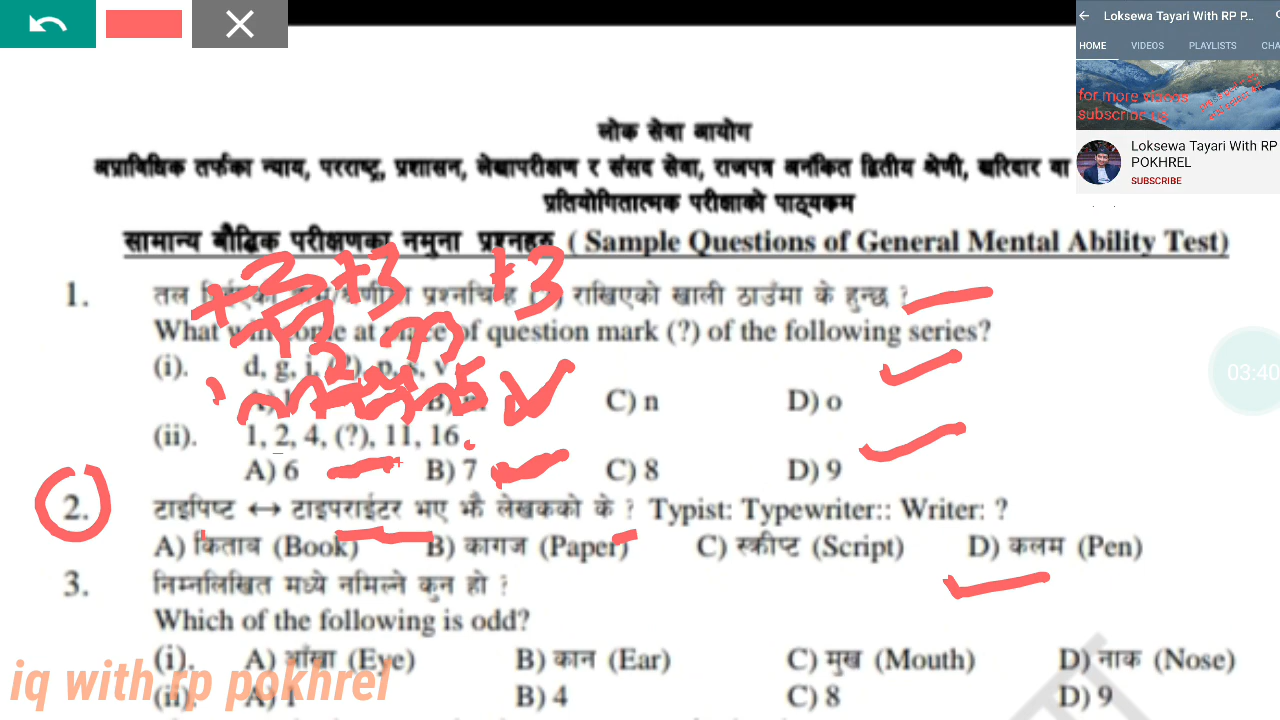 Loksewa Tayari With RP P...
HOME VIDEOS PLAYLISTS CHA
for more videos
subscribe us
Loksewa Tayari With RP
POKHREL
SUBSCRIBE
लोक सेवा आयोग
अप्राविधिक तर्फका न्याय, परराष्ट्र, प्रशासन, लेखापरीक्षण र संसद सेवा, राजपत्र अनंकित द्वितीय श्रेणी, खरिदार वा
प्रतियोगितात्मक परीक्षाको पाठ्यक्रम
सामान्य बौद्धिक परीक्षणका नमुना प्रश्नहरु ( Sample Questions of General Mental Ability Test)
+3 +3 +3
1. तल राखिएको खाली ठाउँमा के हुन्छ ?
What place of question mark (?) of the following series?
(i). d, g, j, (?), p, s, v
B) C) n D) o
(ii). 1, 2, 4, (?), 11, 16
A) 6 B) 7 C) 8 D) 9
2. टाइपिष्ट ↔ टाइपराईटर भए झै लेखकको के ? Typist: Typewriter:: Writer: ?
A) किताब (Book) B) कागज (Paper) C) स्क्रीप्ट (Script) D) कलम (Pen)
3. निम्नलिखित मध्ये नमिल्ने कुन हो ?
Which of the following is odd?
(i). A) आँखा (Eye) B) कान (Ear) C) मुख (Mouth) D) नाक (Nose)
(ii). A) 1 B) 4 C) 8 D) 9
iq with rp pokhrel
03:40